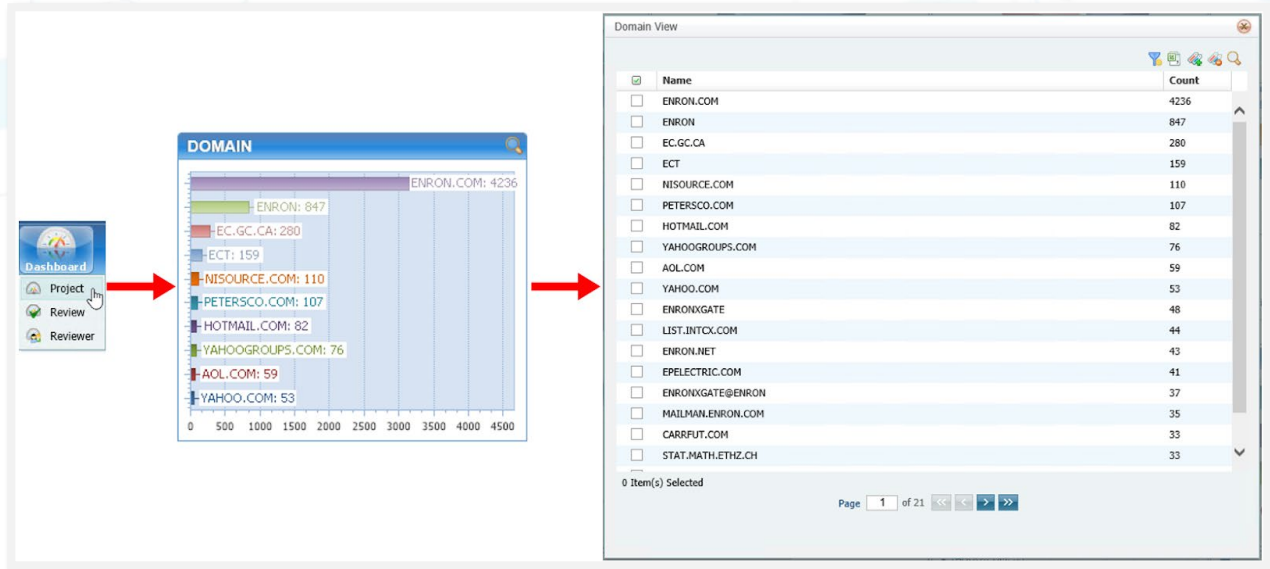 Dashboard
Project
Review
Reviewer
DOMAIN
ENRON.COM: 4236
ENRON: 847
EC.GC.CA: 280
ECT: 159
NISOURCE.COM: 110
PETERSCO.COM: 107
HOTMAIL.COM: 82
YAHOOGROUPS.COM: 76
AOL.COM: 59
YAHOO.COM: 53
0 500 1000 1500 2000 2500 3000 3500 4000 4500
Domain View
Name Count
ENRON.COM 4236
ENRON 847
EC.GC.CA 280
ECT 159
NISOURCE.COM 110
PETERSCO.COM 107
HOTMAIL.COM 82
YAHOOGROUPS.COM 76
AOL.COM 59
YAHOO.COM 53
ENRONXGATE 48
LIST.INTCX.COM 44
ENRON.NET 43
EPELECTRIC.COM 41
ENRONXGATE@ENRON 37
MAILMAN.ENRON.COM 35
CARRFUT.COM 33
STAT.MATH.ETHZ.CH 33
0 Item(s) Selected
Page 1 of 21 << < > >>